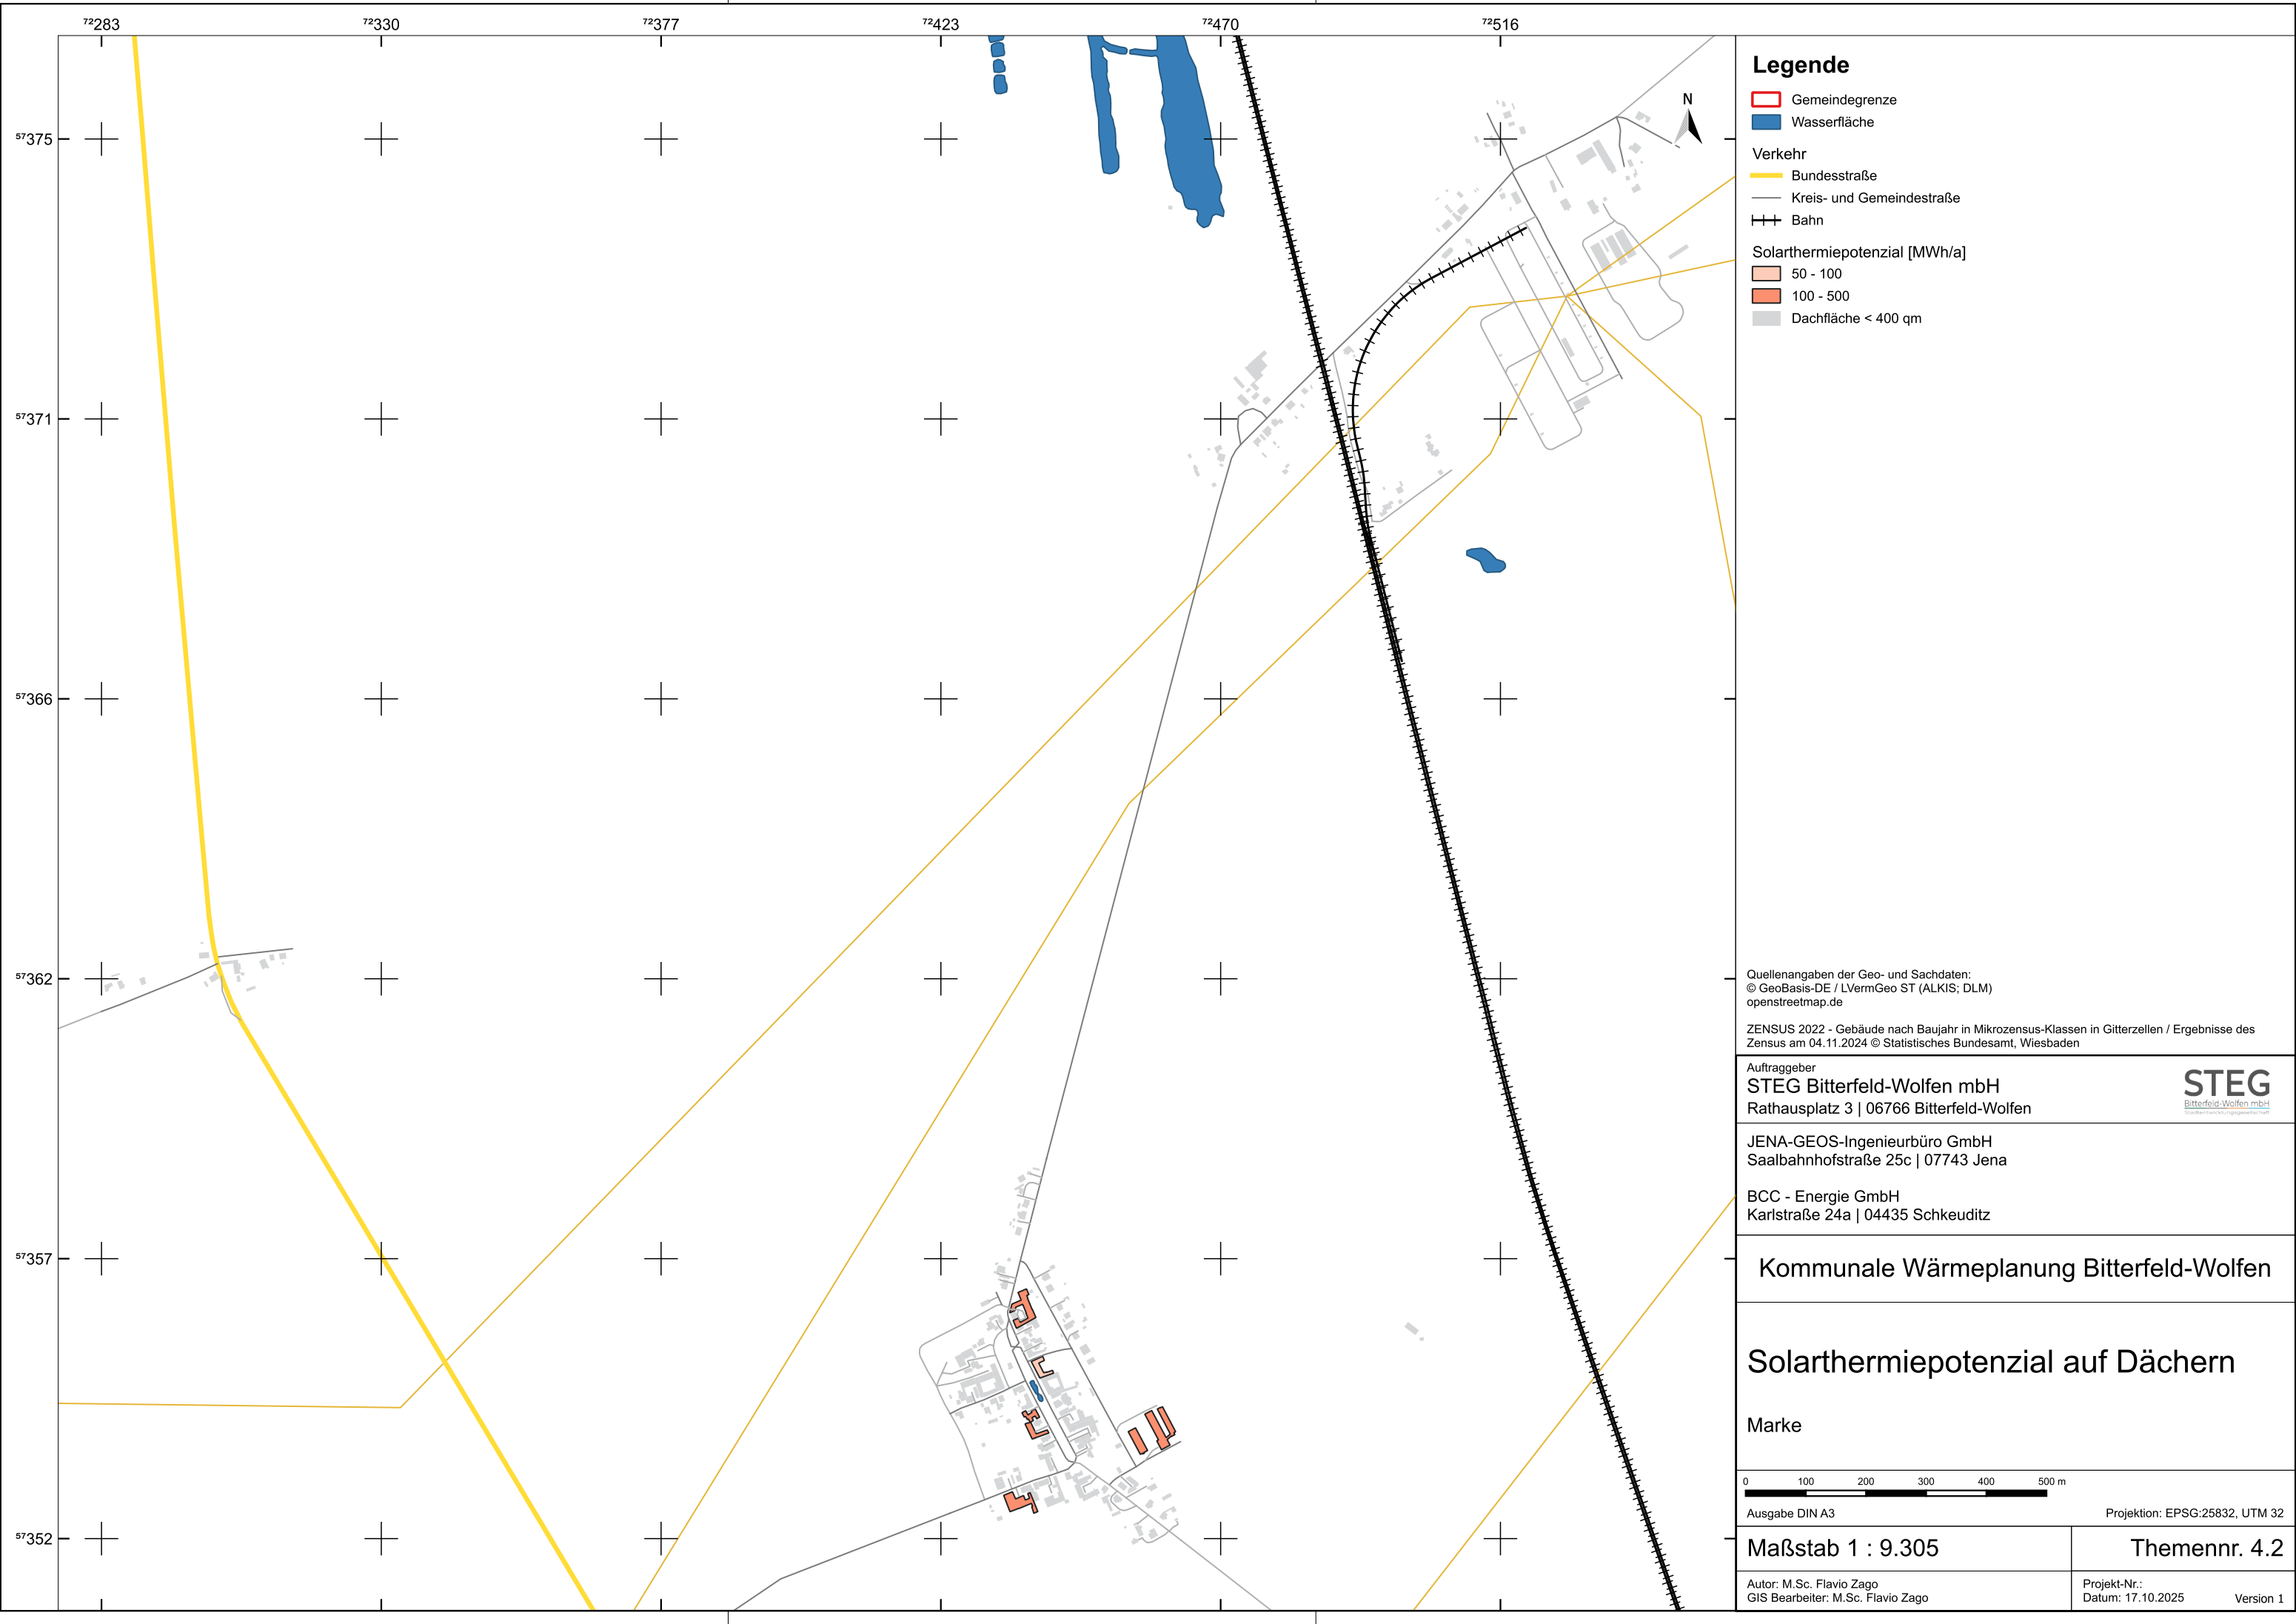 72283 72330 72377 72423 72470 72516
57375
57371
57366
57362
57357
57352
N
Legende
Gemeindegrenze
Wasserfläche
Verkehr
Bundesstraße
Kreis- und Gemeindestraße
Bahn
Solarthermiepotenzial [MWh/a]
50 - 100
100 - 500
Dachfläche < 400 qm
Quellenangaben der Geo- und Sachdaten:
© GeoBasis-DE / LVermGeo ST (ALKIS; DLM)
openstreetmap.de
ZENSUS 2022 - Gebäude nach Baujahr in Mikrozensus-Klassen in Gitterzellen / Ergebnisse des
Zensus am 04.11.2024 © Statistisches Bundesamt, Wiesbaden
Auftraggeber
STEG Bitterfeld-Wolfen mbH
Rathausplatz 3 | 06766 Bitterfeld-Wolfen
STEG
Bitterfeld-Wolfen mbH
Stadtentwicklungsgesellschaft
JENA-GEOS-Ingenieurbüro GmbH
Saalbahnhofstraße 25c | 07743 Jena
BCC - Energie GmbH
Karlstraße 24a | 04435 Schkeuditz
Kommunale Wärmeplanung Bitterfeld-Wolfen
Solarthermiepotenzial auf Dächern
Marke
0 100 200 300 400 500 m
Ausgabe DIN A3 Projektion: EPSG:25832, UTM 32
Maßstab 1 : 9.305 Themennr. 4.2
Autor: M.Sc. Flavio Zago
GIS Bearbeiter: M.Sc. Flavio Zago
Projekt-Nr.:
Datum: 17.10.2025 Version 1